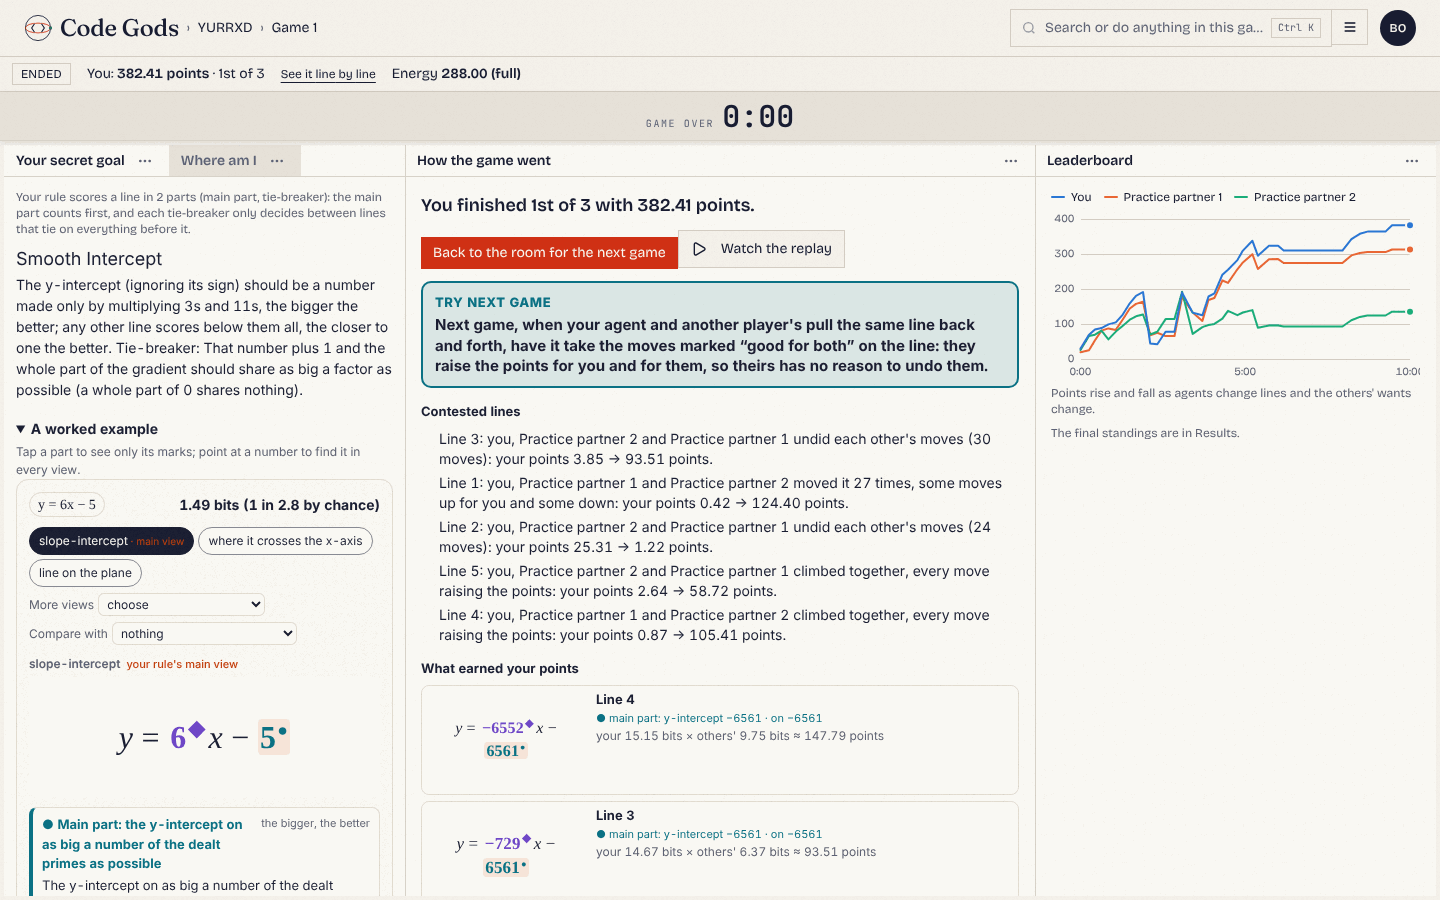 Code Gods › YURRXD › Game 1
Search or do anything in this ga... Ctrl K
BO
ENDED You: 382.41 points · 1st of 3 See it line by line Energy 288.00 (full)
GAME OVER 0:00
Your secret goal ··· Where am I ···
Your rule scores a line in 2 parts (main part, tie-breaker): the main
part counts first, and each tie-breaker only decides between lines
that tie on everything before it.
Smooth Intercept
The y-intercept (ignoring its sign) should be a number
made only by multiplying 3s and 11s, the bigger the
better; any other line scores below them all, the closer to
one the better. Tie-breaker: That number plus 1 and the
whole part of the gradient should share as big a factor as
possible (a whole part of 0 shares nothing).
▼ A worked example
Tap a part to see only its marks; point at a number to find it in
every view.
y = 6x − 5 1.49 bits (1 in 2.8 by chance)
slope-intercept · main view where it crosses the x-axis
line on the plane
More views choose
Compare with nothing
slope-intercept your rule's main view
y = 6◆x − 5●
● Main part: the y-intercept on the bigger, the better
as big a number of the dealt
primes as possible
The y-intercept on as big a number of the dealt
How the game went ···
You finished 1st of 3 with 382.41 points.
Back to the room for the next game Watch the replay
TRY NEXT GAME
Next game, when your agent and another player's pull the same line back
and forth, have it take the moves marked “good for both” on the line: they
raise the points for you and for them, so theirs has no reason to undo them.
Contested lines
Line 3: you, Practice partner 2 and Practice partner 1 undid each other's moves (30
moves): your points 3.85 → 93.51 points.
Line 1: you, Practice partner 1 and Practice partner 2 moved it 27 times, some moves
up for you and some down: your points 0.42 → 124.40 points.
Line 2: you, Practice partner 2 and Practice partner 1 undid each other's moves (24
moves): your points 25.31 → 1.22 points.
Line 5: you, Practice partner 2 and Practice partner 1 climbed together, every move
raising the points: your points 2.64 → 58.72 points.
Line 4: you, Practice partner 1 and Practice partner 2 climbed together, every move
raising the points: your points 0.87 → 105.41 points.
What earned your points
y = −6552◆x −
6561●
Line 4
● main part: y-intercept −6561 · on −6561
your 15.15 bits × others' 9.75 bits ≈ 147.79 points
y = −729◆x −
6561●
Line 3
● main part: y-intercept −6561 · on −6561
your 14.67 bits × others' 6.37 bits ≈ 93.51 points
Leaderboard ···
You Practice partner 1 Practice partner 2
400
300
200
100
0
0:00 5:00 10:00
Points rise and fall as agents change lines and the others' wants
change.
The final standings are in Results.